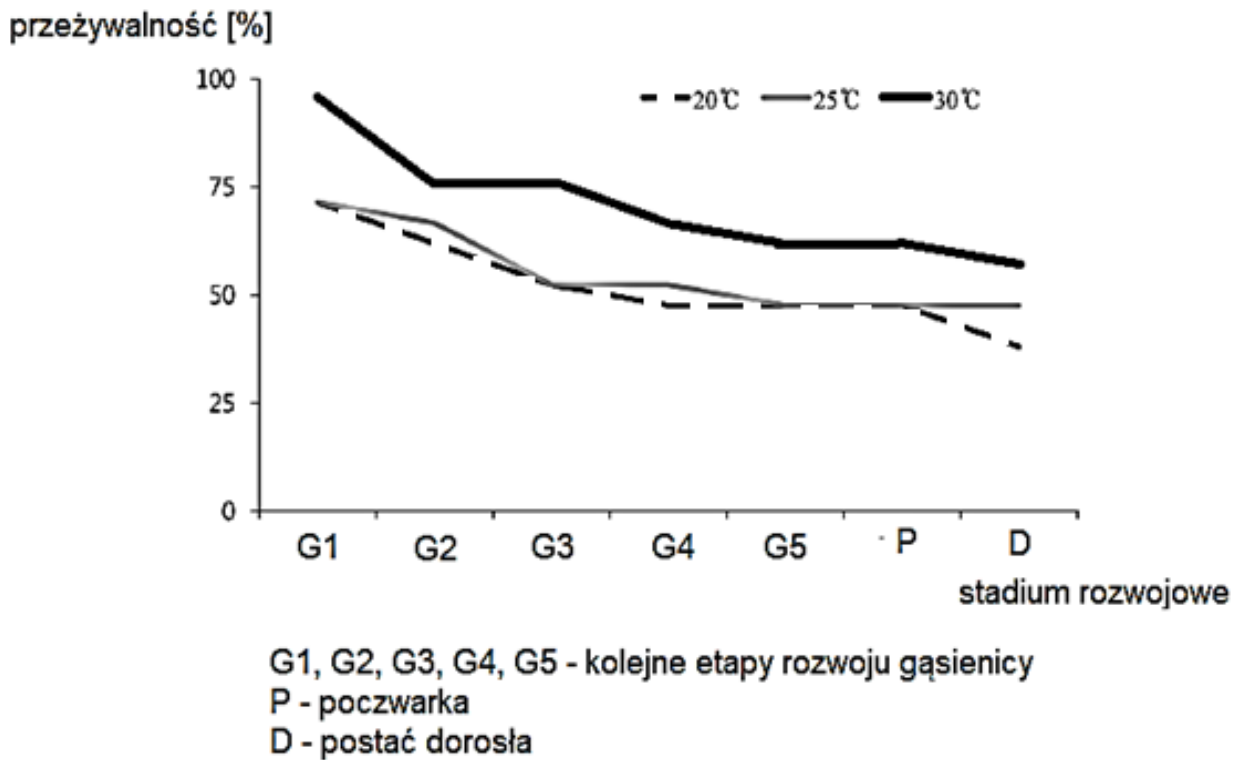 przeżywalność [%]
100
20℃ 25℃ 30℃
75
50
25
0
G1 G2 G3 G4 G5 P D
stadium rozwojowe
G1, G2, G3, G4, G5 - kolejne etapy rozwoju gąsienicy
P - poczwarka
D - postać dorosła